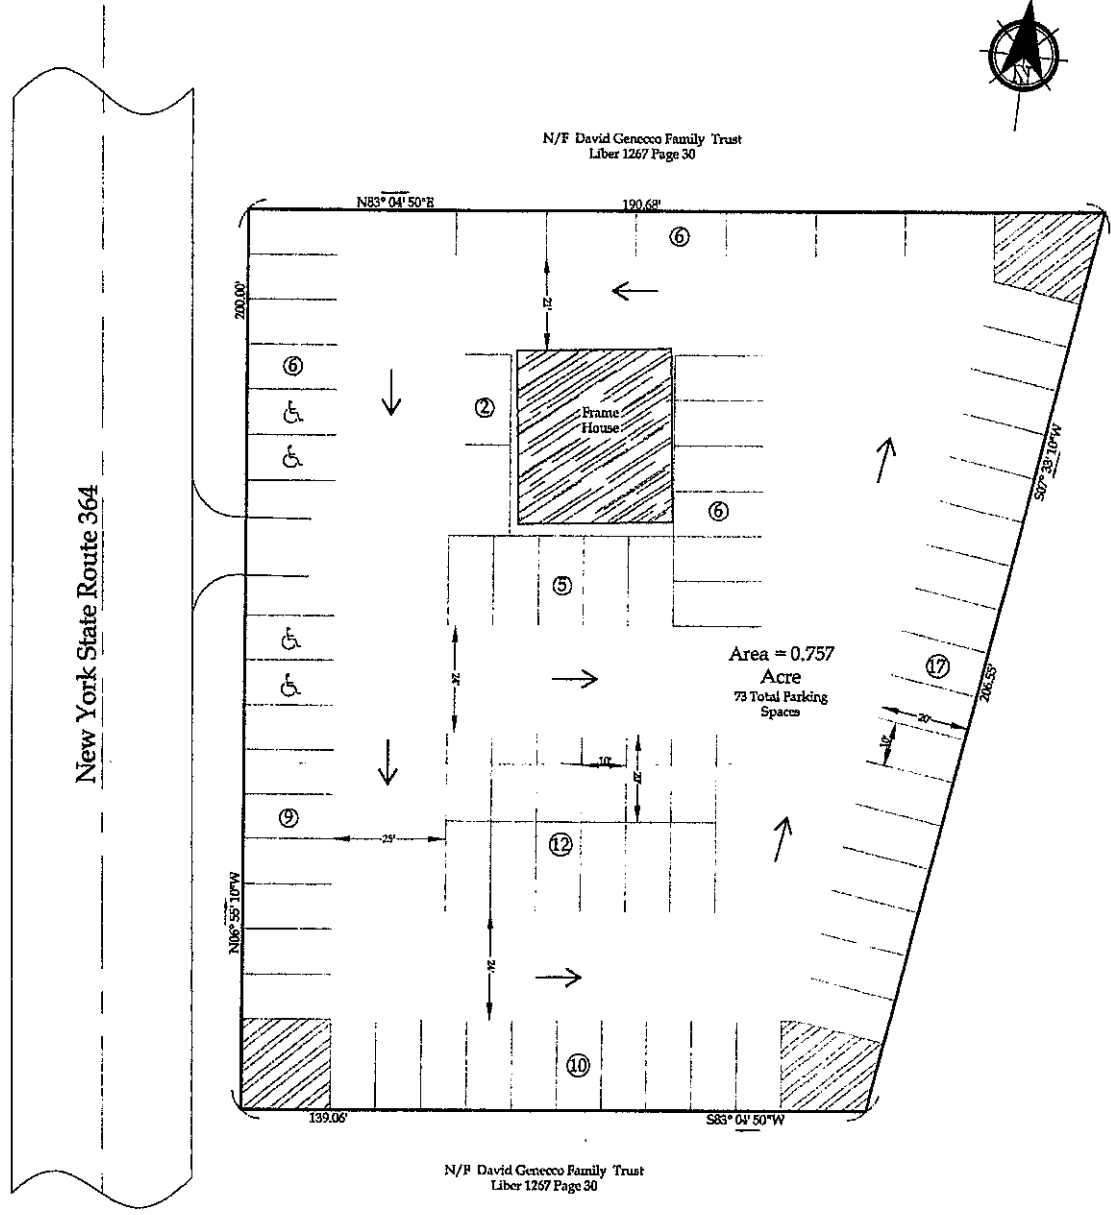 N
N/F David Genecco Family Trust
Liber 1267 Page 30
N83° 04' 50"E
190.68'
6
200.00'
21'
6
2
Frame
House
S07° 33' 10"W
6
New York State Route 364
5
Area = 0.757
Acre
73 Total Parking
Spaces
17
24'
206.55'
20'
10'
10'
20'
9
25'
12
N06° 55' 10"W
24'
10
139.06'
S83° 04' 50"W
N/F David Genecco Family Trust
Liber 1267 Page 30